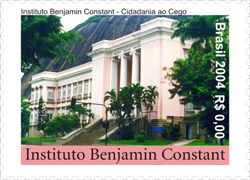 Instituto Benjamin Constant - Cidadania ao Cego
Brasil 2004 R$ 0,00
Instituto Benjamin Constant